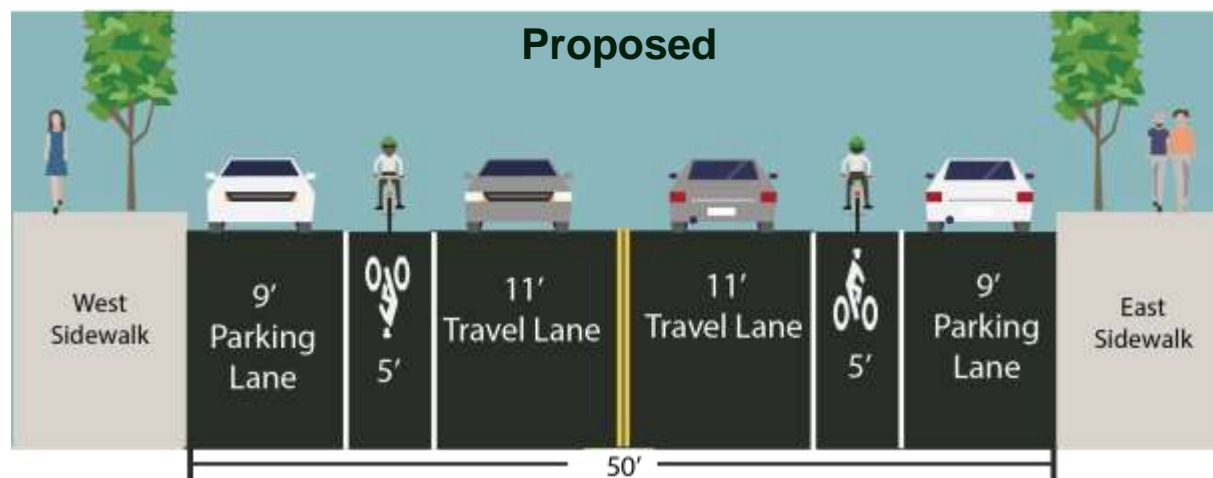 Proposed
West
Sidewalk
9′
Parking
Lane
5′
11′
Travel Lane
11′
Travel Lane
5′
9′
Parking
Lane
East
Sidewalk
50′